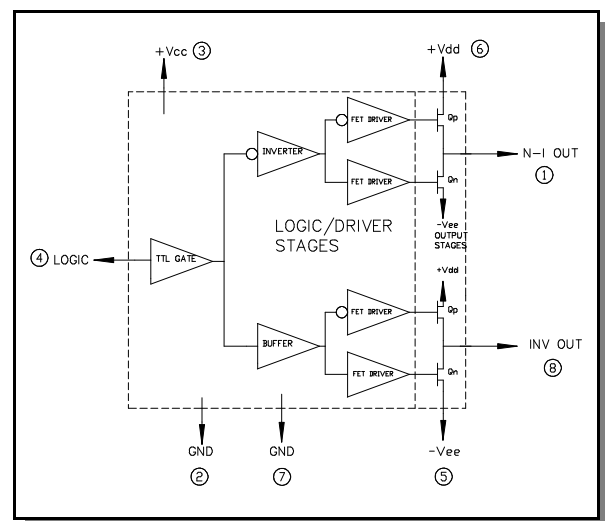 +Vcc ③
+Vdd ⑥
FET DRIVER
Qp
INVERTER
N-I OUT
①
FET DRIVER
Qn
-Vee
OUTPUT
STAGES
LOGIC/DRIVER
STAGES
④ LOGIC
TTL GATE
+Vdd
FET DRIVER
Qp
BUFFER
INV OUT
⑧
FET DRIVER
Qn
GND
②
GND
⑦
-Vee
⑤